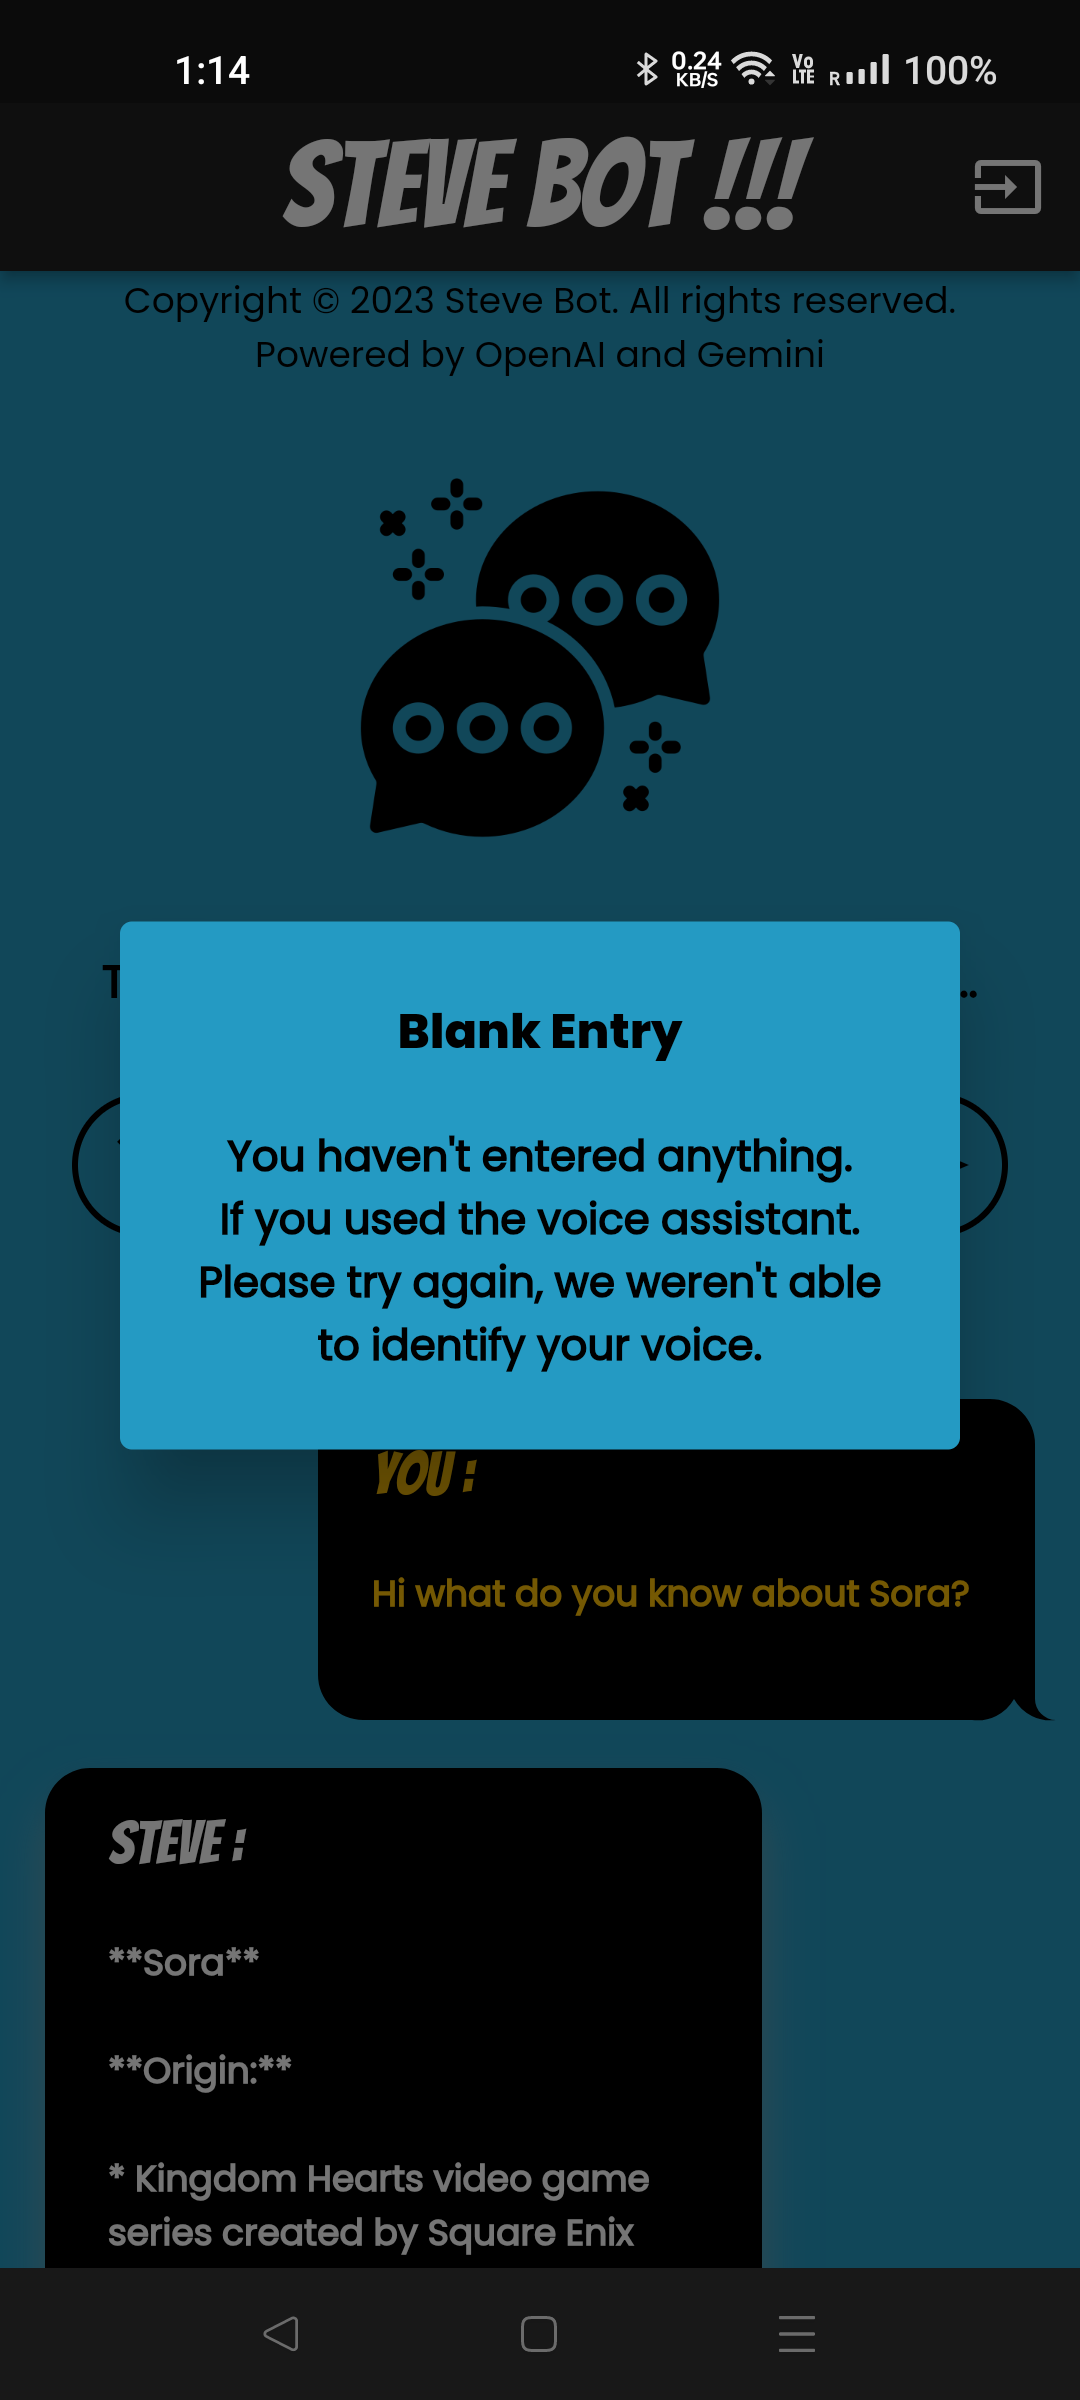 1:14
0.24 KB/S
Vo LTE
R
100%
STEVE BOT !!!
Copyright © 2023 Steve Bot. All rights reserved.
Powered by OpenAI and Gemini
T
..
Blank Entry
You haven't entered anything.
If you used the voice assistant.
Please try again, we weren't able
to identify your voice.
YOU :
Hi what do you know about Sora?
STEVE :
**Sora**
**Origin:**
* Kingdom Hearts video game
series created by Square Enix